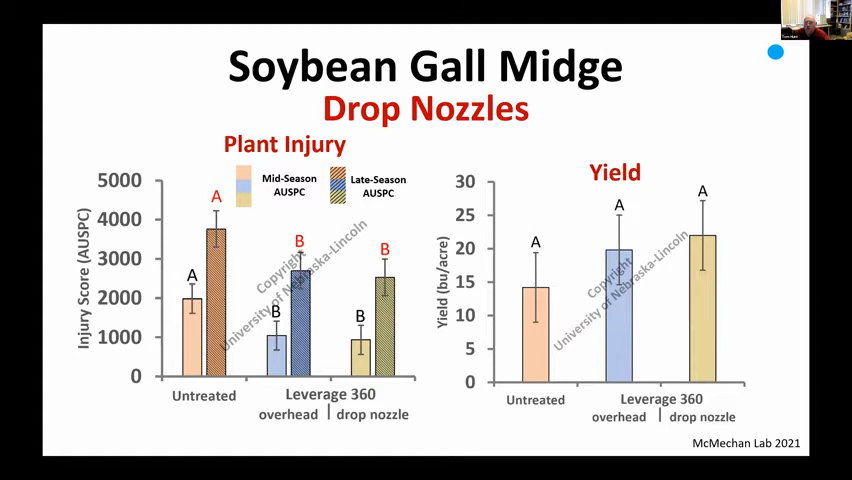 Soybean Gall Midge
Drop Nozzles
Plant Injury
Mid-Season
AUSPC
Late-Season
AUSPC
Injury Score (AUSPC)
5000
4000
3000
2000
1000
0
A
A
B
B
B
B
Copyright
University of Nebraska-Lincoln
Untreated
Leverage 360
overhead | drop nozzle
Yield
Yield (bu/acre)
30
25
20
15
10
5
0
A
A
A
Copyright
University of Nebraska-Lincoln
Untreated
Leverage 360
overhead | drop nozzle
McMechan Lab 2021